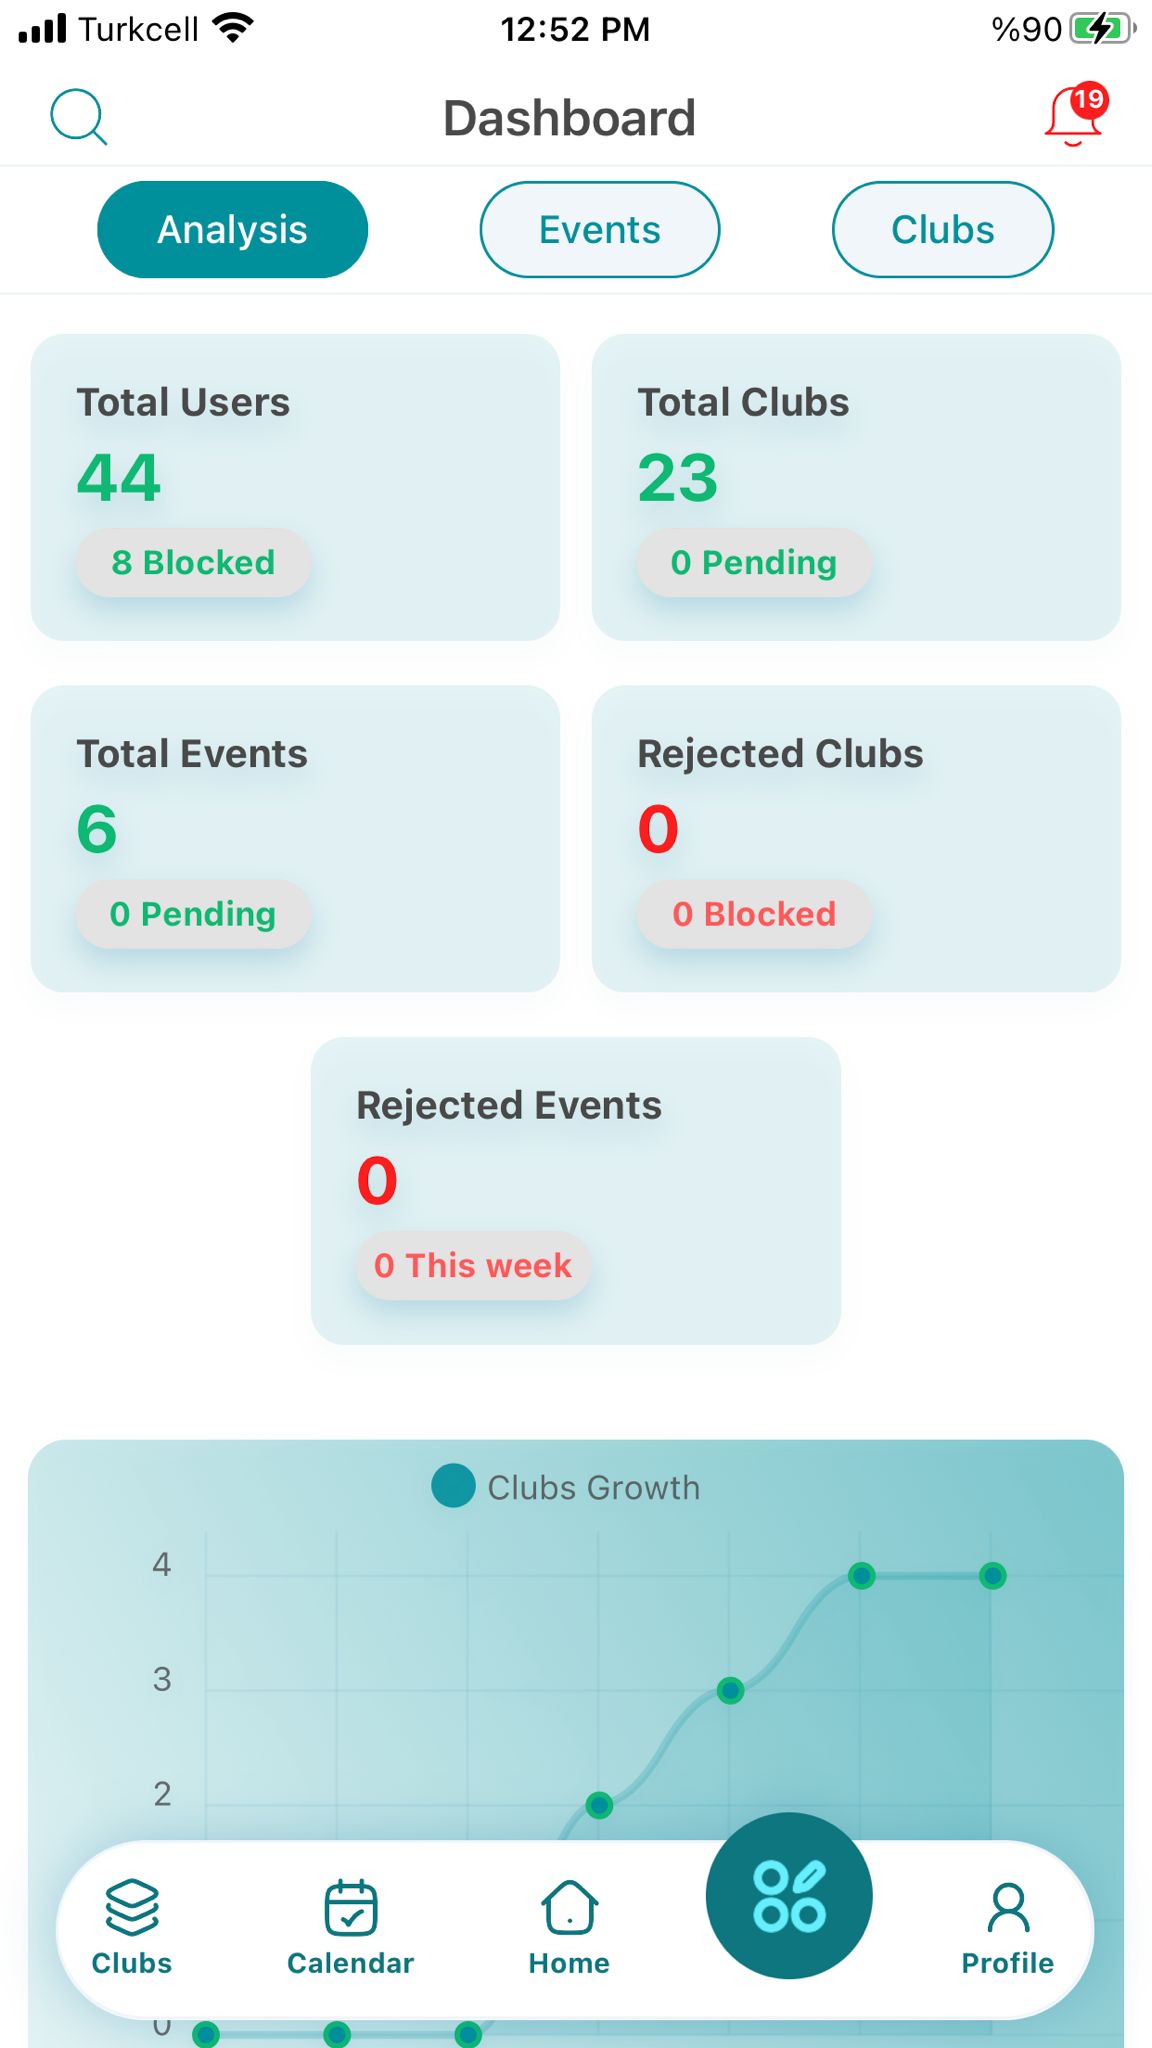 Turkcell 12:52 PM %90
Dashboard 19
Analysis Events Clubs
Total Users
44
8 Blocked
Total Clubs
23
0 Pending
Total Events
6
0 Pending
Rejected Clubs
0
0 Blocked
Rejected Events
0
0 This week
Clubs Growth
4
3
2
Clubs Calendar Home Profile
0